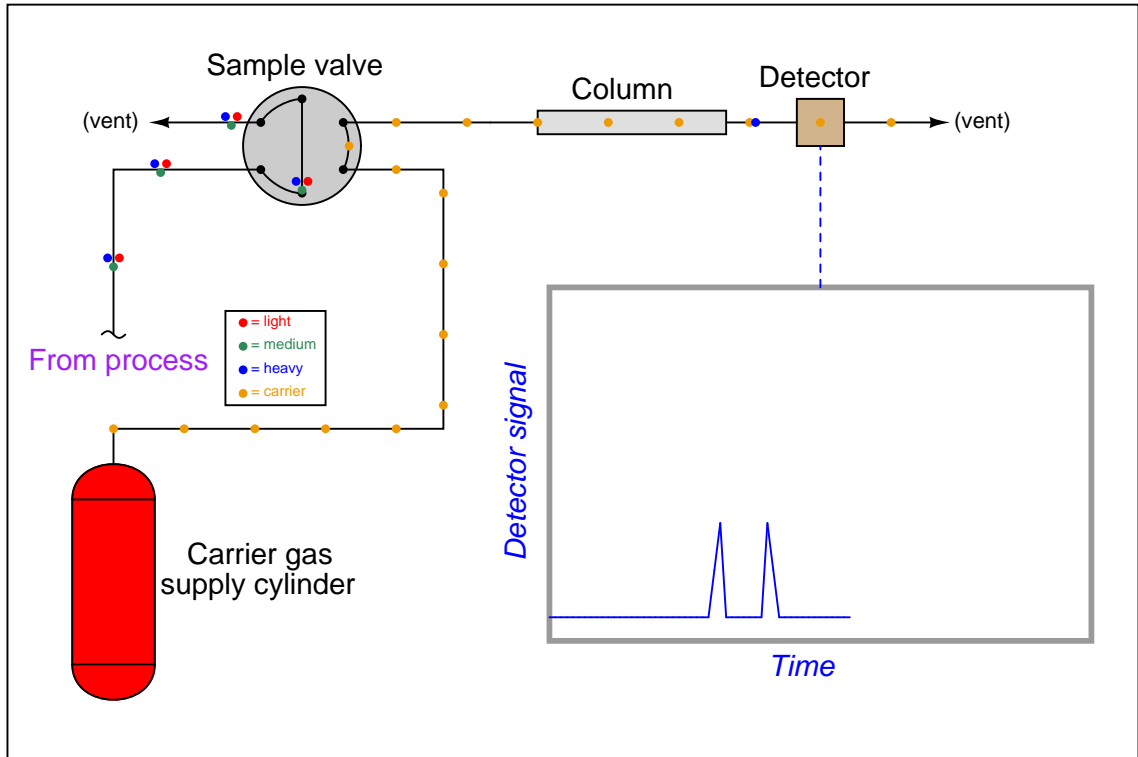 Sample valve
Column
Detector
(vent)
(vent)
= light
= medium
= heavy
= carrier
From process
Carrier gas
supply cylinder
Detector signal
Time